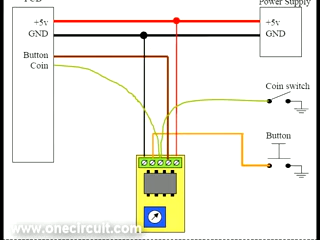 PCB
Power Supply
+5v
GND
+5v
GND
Button
Coin
Coin switch
Button
www.onecircuit.com